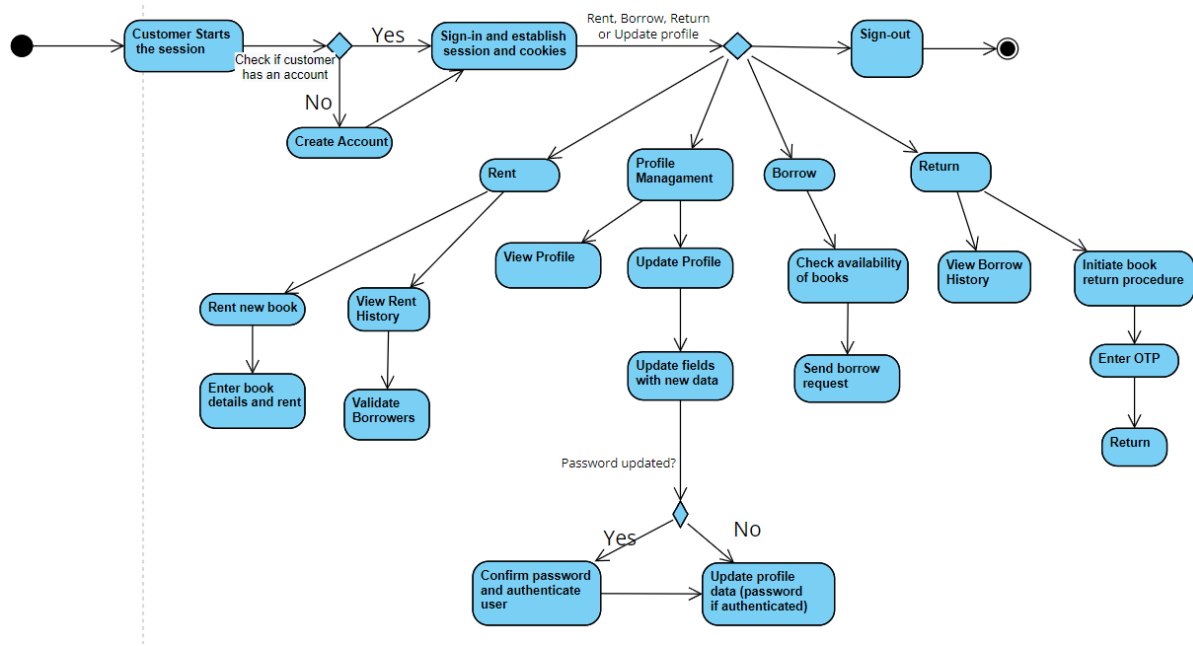 Customer Starts
the session
Check if customer
has an account
Yes
No
Create Account
Sign-in and establish
session and cookies
Rent, Borrow, Return
or Update profile
Sign-out
Rent
Profile
Managament
Borrow
Return
View Profile
Update Profile
Check availability
of books
View Borrow
History
Initiate book
return procedure
Rent new book
View Rent
History
Enter book
details and rent
Validate
Borrowers
Update fields
with new data
Send borrow
request
Enter OTP
Return
Password updated?
Yes
No
Confirm password
and authenticate
user
Update profile
data (password
if authenticated)